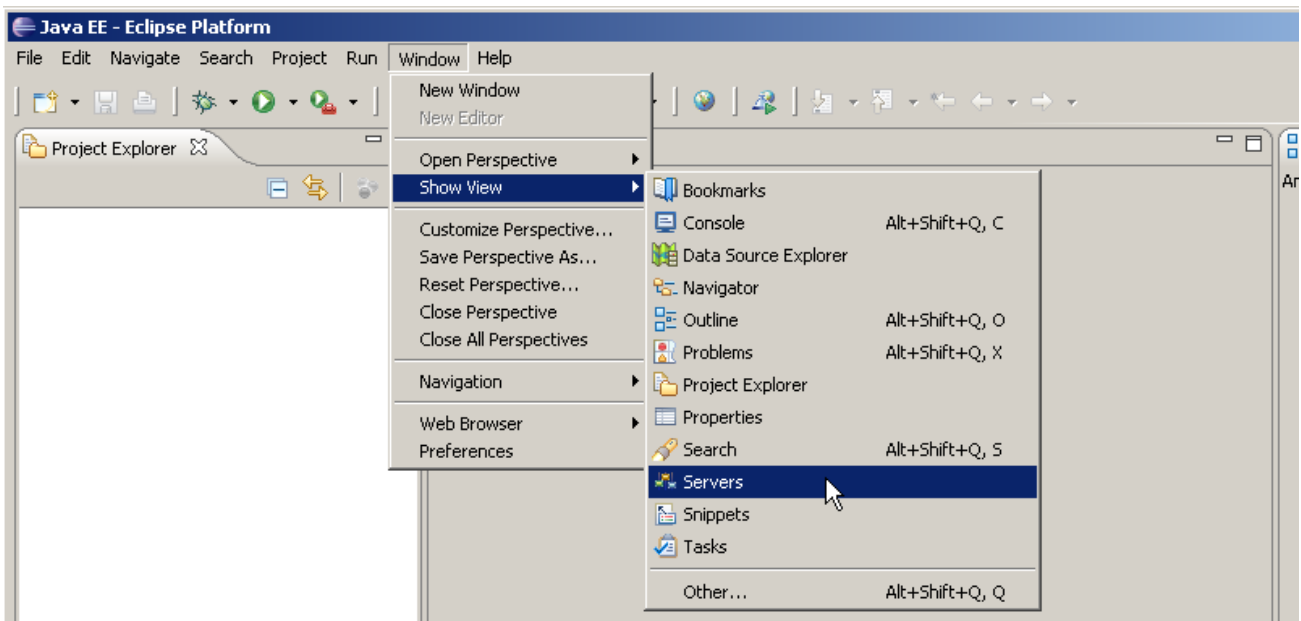 Java EE - Eclipse Platform
File Edit Navigate Search Project Run Window Help
New Window
New Editor
Project Explorer
Open Perspective
Show View
Customize Perspective...
Save Perspective As...
Reset Perspective...
Close Perspective
Close All Perspectives
Navigation
Web Browser
Preferences
Bookmarks
Console Alt+Shift+Q, C
Data Source Explorer
Navigator
Outline Alt+Shift+Q, O
Problems Alt+Shift+Q, X
Project Explorer
Properties
Search Alt+Shift+Q, S
Servers
Snippets
Tasks
Other... Alt+Shift+Q, Q